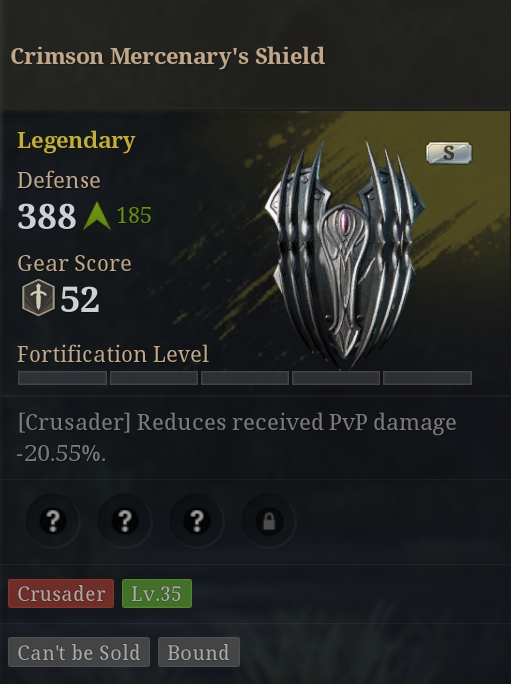 Crimson Mercenary's Shield
Legendary
S
Defense
388 185
Gear Score
52
Fortification Level
[Crusader] Reduces received PvP damage
-20.55%.
? ? ?
Crusader Lv.35
Can't be Sold Bound